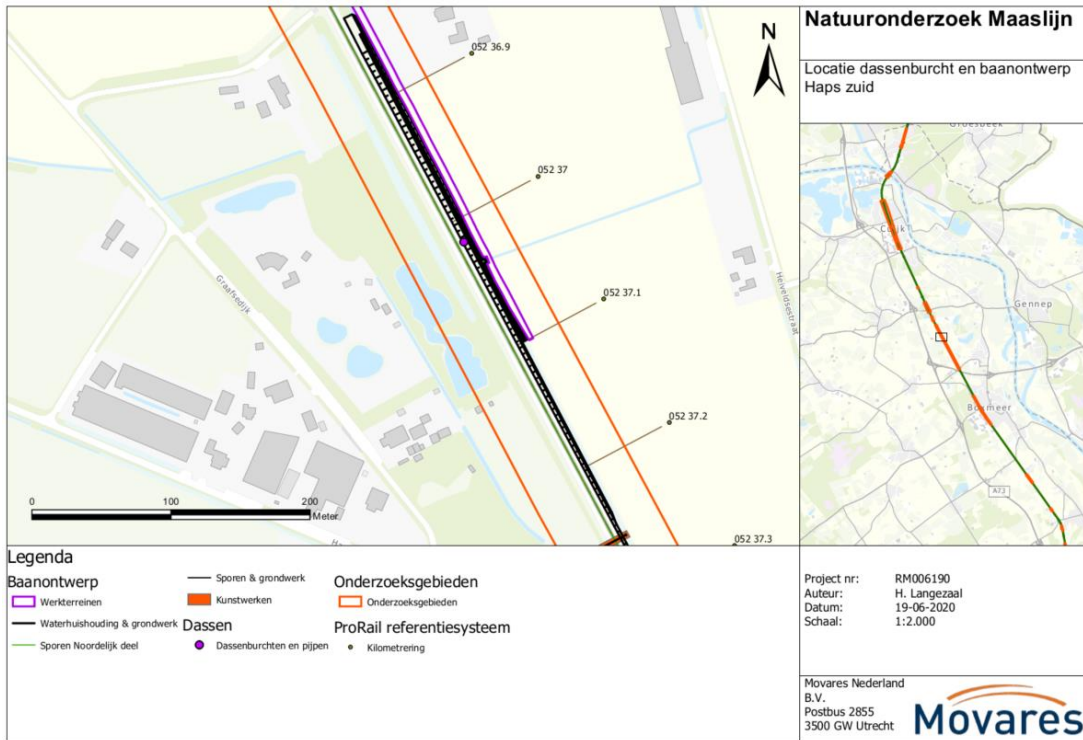 Natuuronderzoek Maaslijn
Locatie dassenburcht en baanontwerp
Haps zuid
N
052 36.9
052 37
052 37.1
052 37.2
052 37.3
Graafsedijk
Heiveldsestraat
0 100 200
Meter
Groesbeek
Cuijk
Gennep
Boxmeer
A73
Legenda
Baanontwerp
Werkterreinen
Waterhuishouding & grondwerk
Sporen Noordelijk deel
Sporen & grondwerk
Kunstwerken
Dassen
Dassenburchten en pijpen
Onderzoeksgebieden
Onderzoeksgebieden
ProRail referentiesysteem
Kilometrering
Project nr: RM006190
Auteur: H. Langezaal
Datum: 19-06-2020
Schaal: 1:2.000
Movares Nederland
B.V.
Postbus 2855
3500 GW Utrecht
Movares